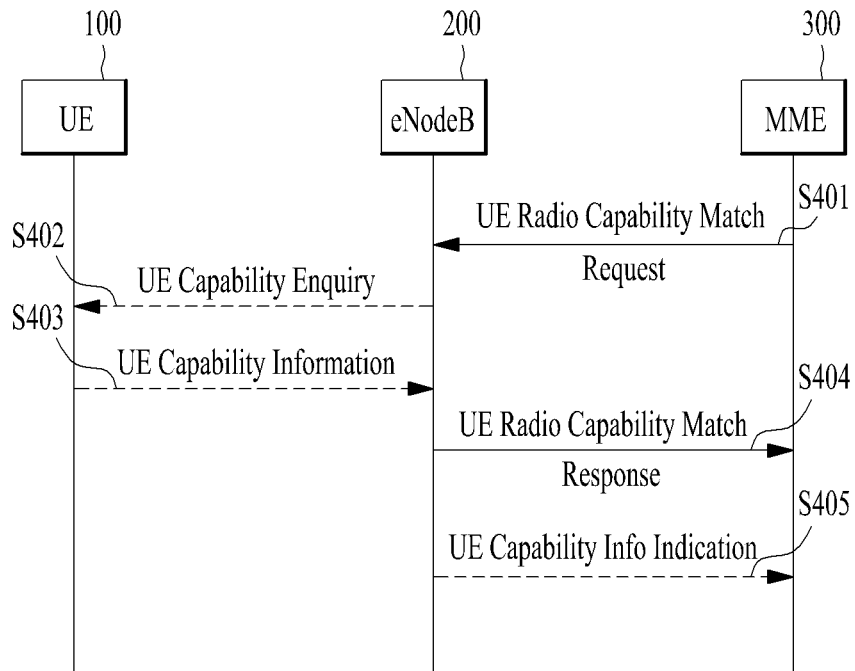 100
200
300
UE
eNodeB
MME
S401
UE Radio Capability Match
Request
S402
UE Capability Enquiry
S403
UE Capability Information
S404
UE Radio Capability Match
Response
S405
UE Capability Info Indication